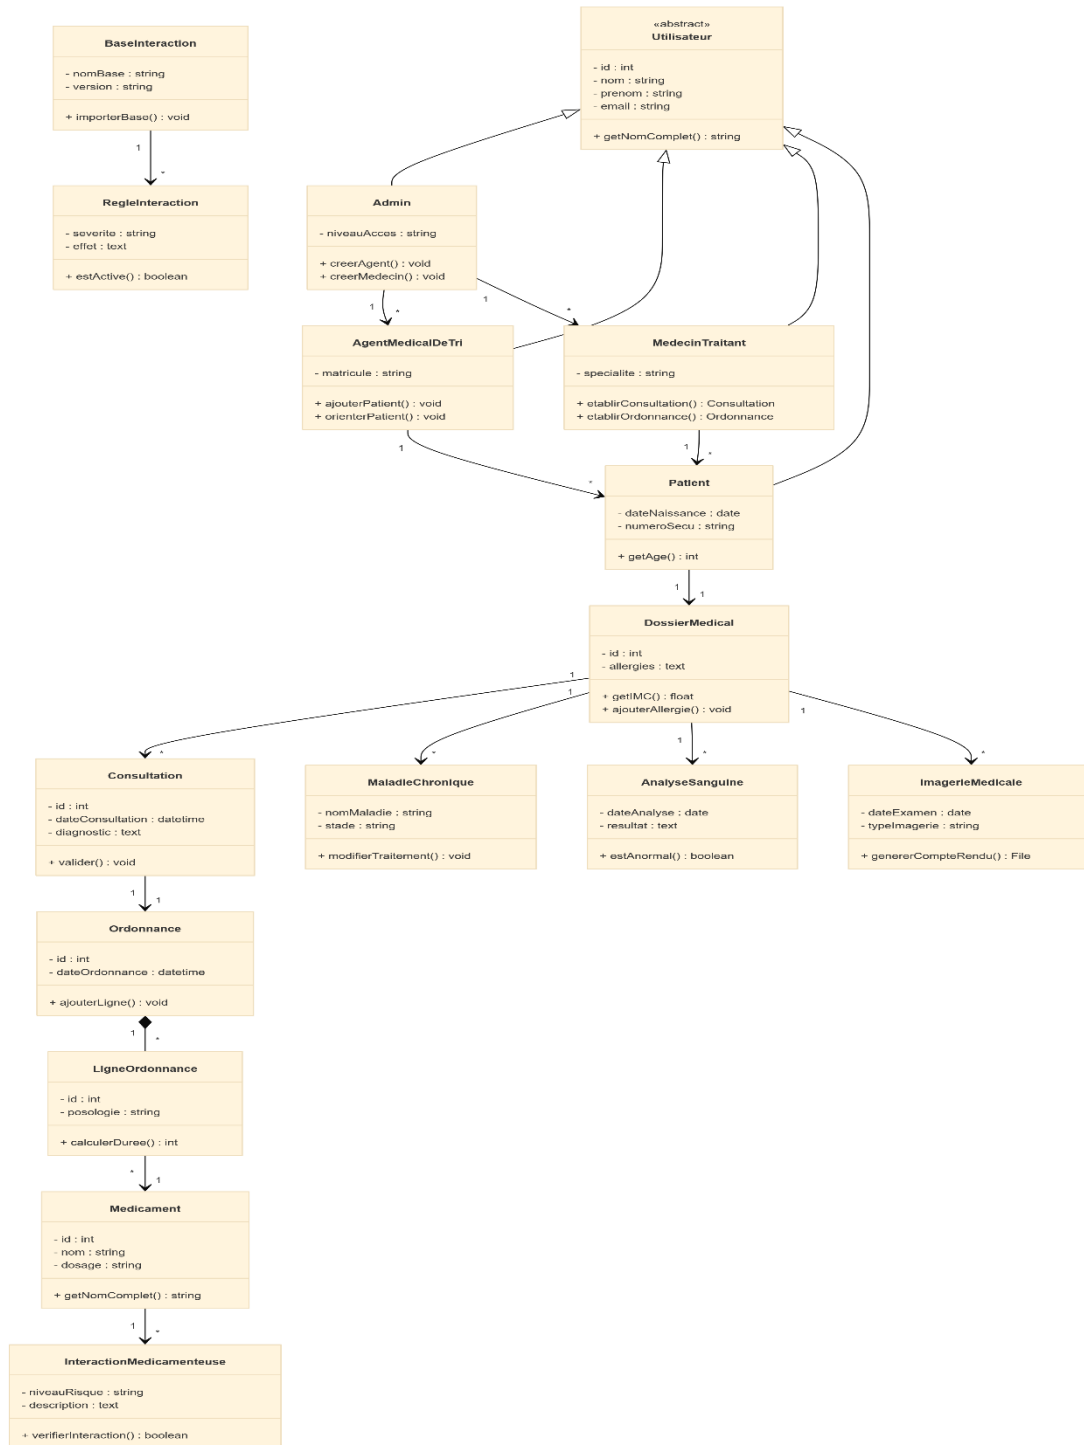 BaseInteraction
- nomBase : string
- version : string
+ importerBase() : void
1
*
RegleInteraction
- severite : string
- effet : text
+ estActive() : boolean
«abstract»
Utilisateur
- id : int
- nom : string
- prenom : string
- email : string
+ getNomComplet() : string
Admin
- niveauAcces : string
+ creerAgent() : void
+ creerMedecin() : void
1
*
1
*
AgentMedicalDeTri
- matricule : string
+ ajouterPatient() : void
+ orienterPatient() : void
MedecinTraitant
- specialite : string
+ etablirConsultation() : Consultation
+ etablirOrdonnance() : Ordonnance
1
*
1
*
Patient
- dateNaissance : date
- numeroSecu : string
+ getAge() : int
1
1
DossierMedical
- id : int
- allergies : text
+ getIMC() : float
+ ajouterAllergie() : void
1
*
1
*
1
*
1
*
Consultation
- id : int
- dateConsultation : datetime
- diagnostic : text
+ valider() : void
MaladieChronique
- nomMaladie : string
- stade : string
+ modifierTraitement() : void
AnalyseSanguine
- dateAnalyse : date
- resultat : text
+ estAnormal() : boolean
ImagerieMedicale
- dateExamen : date
- typeImagerie : string
+ genererCompteRendu() : File
1
1
Ordonnance
- id : int
- dateOrdonnance : datetime
+ ajouterLigne() : void
1
*
LigneOrdonnance
- id : int
- posologie : string
+ calculerDuree() : int
*
1
Medicament
- id : int
- nom : string
- dosage : string
+ getNomComplet() : string
1
*
InteractionMedicamenteuse
- niveauRisque : string
- description : text
+ verifierInteraction() : boolean